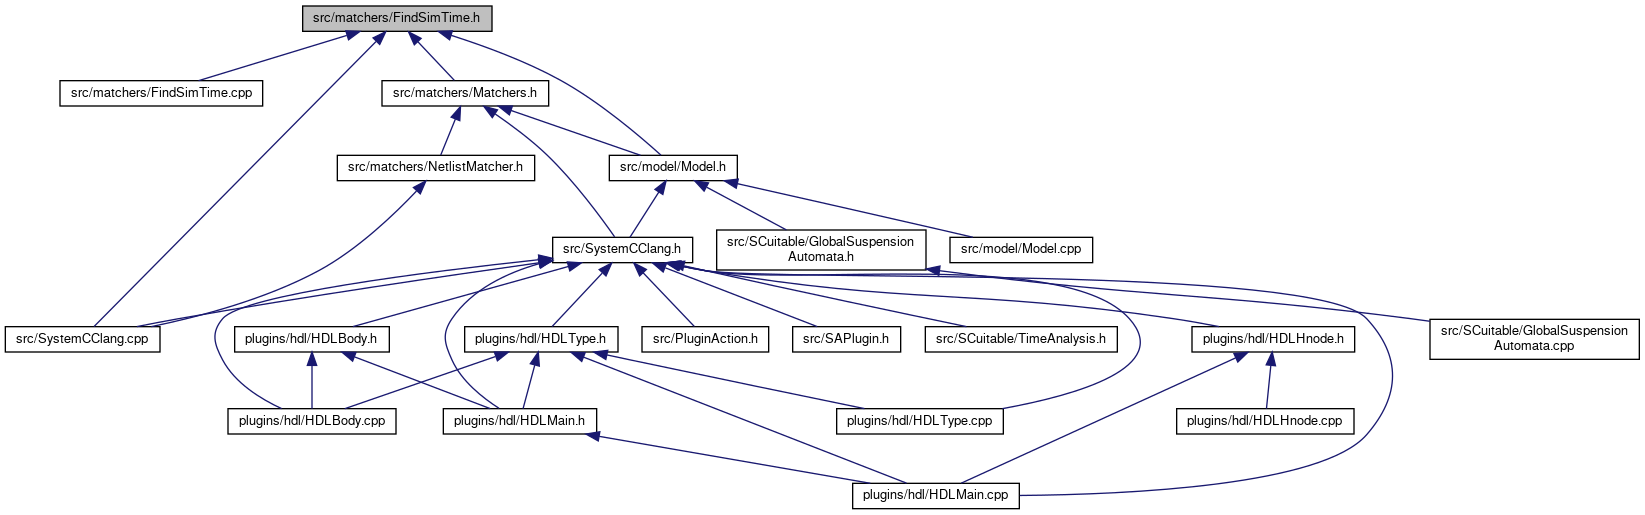 src/matchers/FindSimTime.h
src/matchers/FindSimTime.cpp
src/matchers/Matchers.h
src/matchers/NetlistMatcher.h
src/model/Model.h
src/SystemCClang.h
src/SCuitable/GlobalSuspension
Automata.h
src/model/Model.cpp
src/SystemCClang.cpp
plugins/hdl/HDLBody.h
plugins/hdl/HDLType.h
src/PluginAction.h
src/SAPlugin.h
src/SCuitable/TimeAnalysis.h
plugins/hdl/HDLHnode.h
src/SCuitable/GlobalSuspension
Automata.cpp
plugins/hdl/HDLBody.cpp
plugins/hdl/HDLMain.h
plugins/hdl/HDLType.cpp
plugins/hdl/HDLHnode.cpp
plugins/hdl/HDLMain.cpp